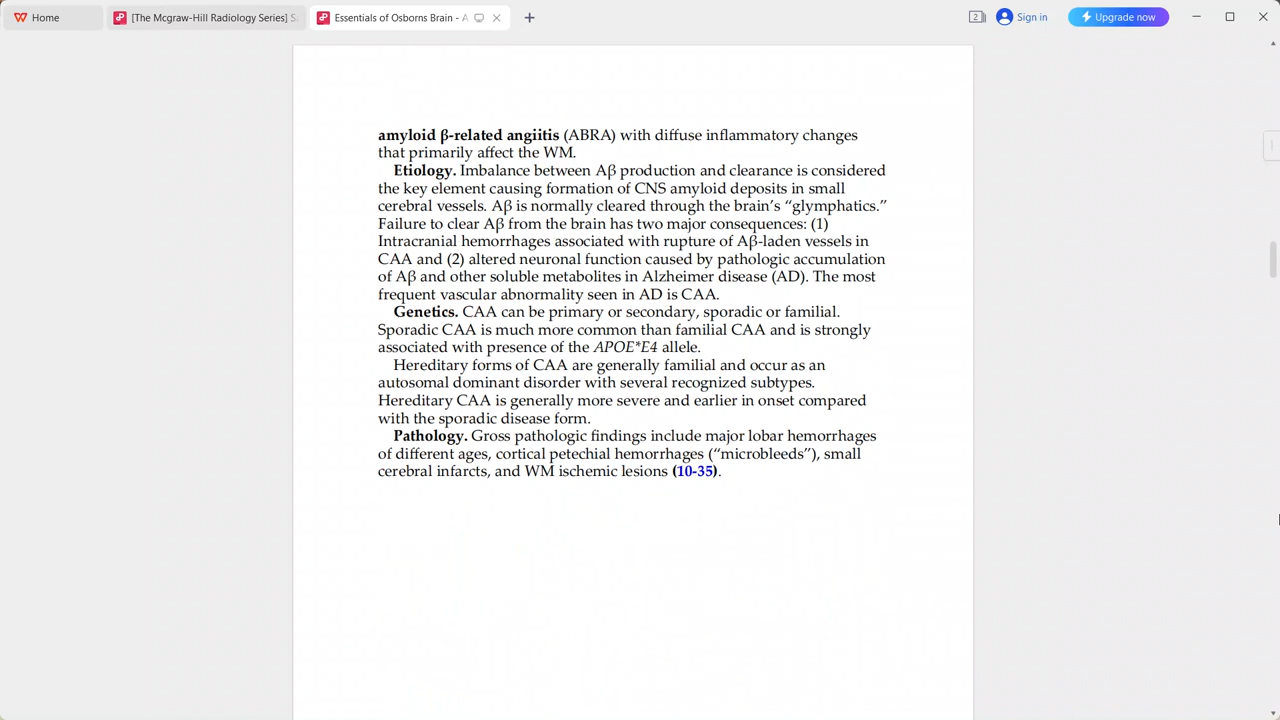 Home
[The Mcgraw-Hill Radiology Series] S
Essentials of Osborns Brain - A
2
Sign in
Upgrade now
amyloid β-related angiitis (ABRA) with diffuse inflammatory changes
that primarily affect the WM.
Etiology. Imbalance between Aβ production and clearance is considered
the key element causing formation of CNS amyloid deposits in small
cerebral vessels. Aβ is normally cleared through the brain’s “glymphatics.”
Failure to clear Aβ from the brain has two major consequences: (1)
Intracranial hemorrhages associated with rupture of Aβ-laden vessels in
CAA and (2) altered neuronal function caused by pathologic accumulation
of Aβ and other soluble metabolites in Alzheimer disease (AD). The most
frequent vascular abnormality seen in AD is CAA.
Genetics. CAA can be primary or secondary, sporadic or familial.
Sporadic CAA is much more common than familial CAA and is strongly
associated with presence of the APOE*E4 allele.
Hereditary forms of CAA are generally familial and occur as an
autosomal dominant disorder with several recognized subtypes.
Hereditary CAA is generally more severe and earlier in onset compared
with the sporadic disease form.
Pathology. Gross pathologic findings include major lobar hemorrhages
of different ages, cortical petechial hemorrhages (“microbleeds”), small
cerebral infarcts, and WM ischemic lesions (10-35).